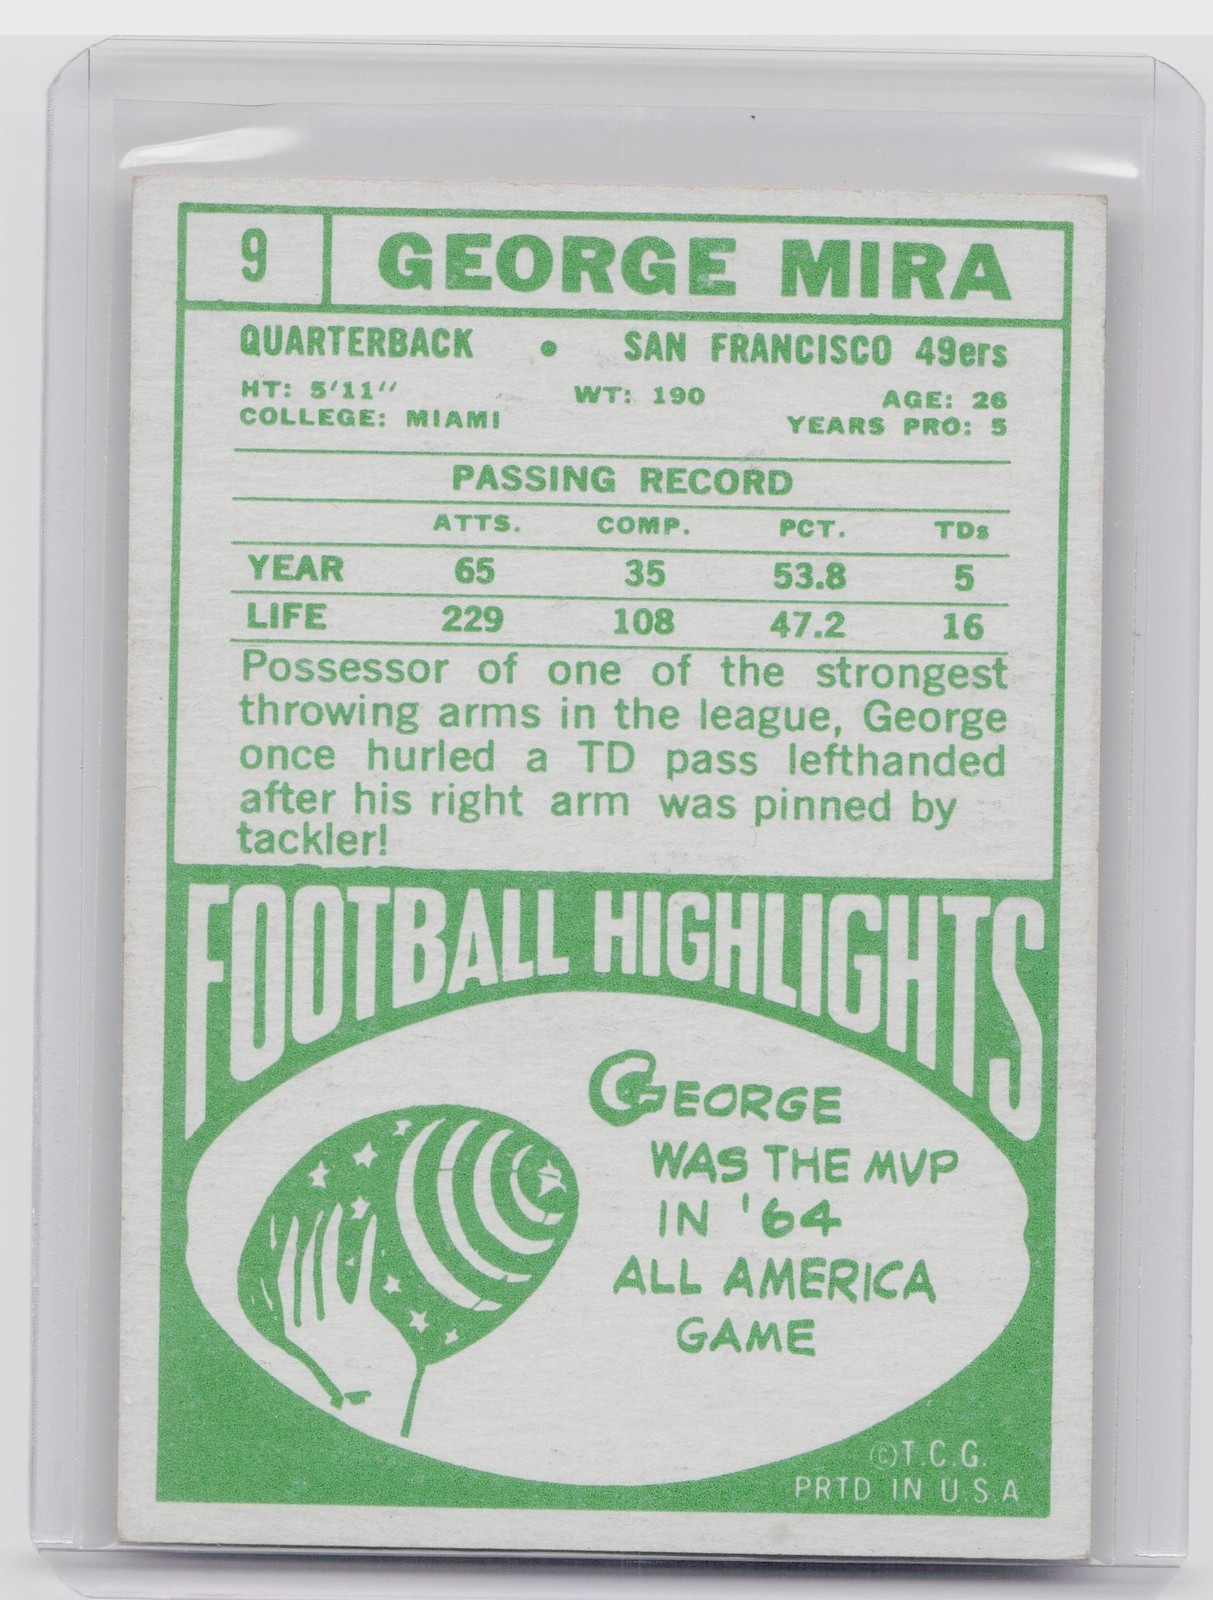 9 GEORGE MIRA
QUARTERBACK • SAN FRANCISCO 49ers
HT: 5'11" WT: 190 AGE: 26
COLLEGE: MIAMI YEARS PRO: 5
PASSING RECORD
ATTS. COMP. PCT. TDs
YEAR 65 35 53.8 5
LIFE 229 108 47.2 16
Possessor of one of the strongest
throwing arms in the league, George
once hurled a TD pass lefthanded
after his right arm was pinned by
tackler!
FOOTBALL HIGHLIGHTS
GEORGE
WAS THE MVP
IN '64
ALL AMERICA
GAME
©T.C.G.
PRTD IN U.S.A